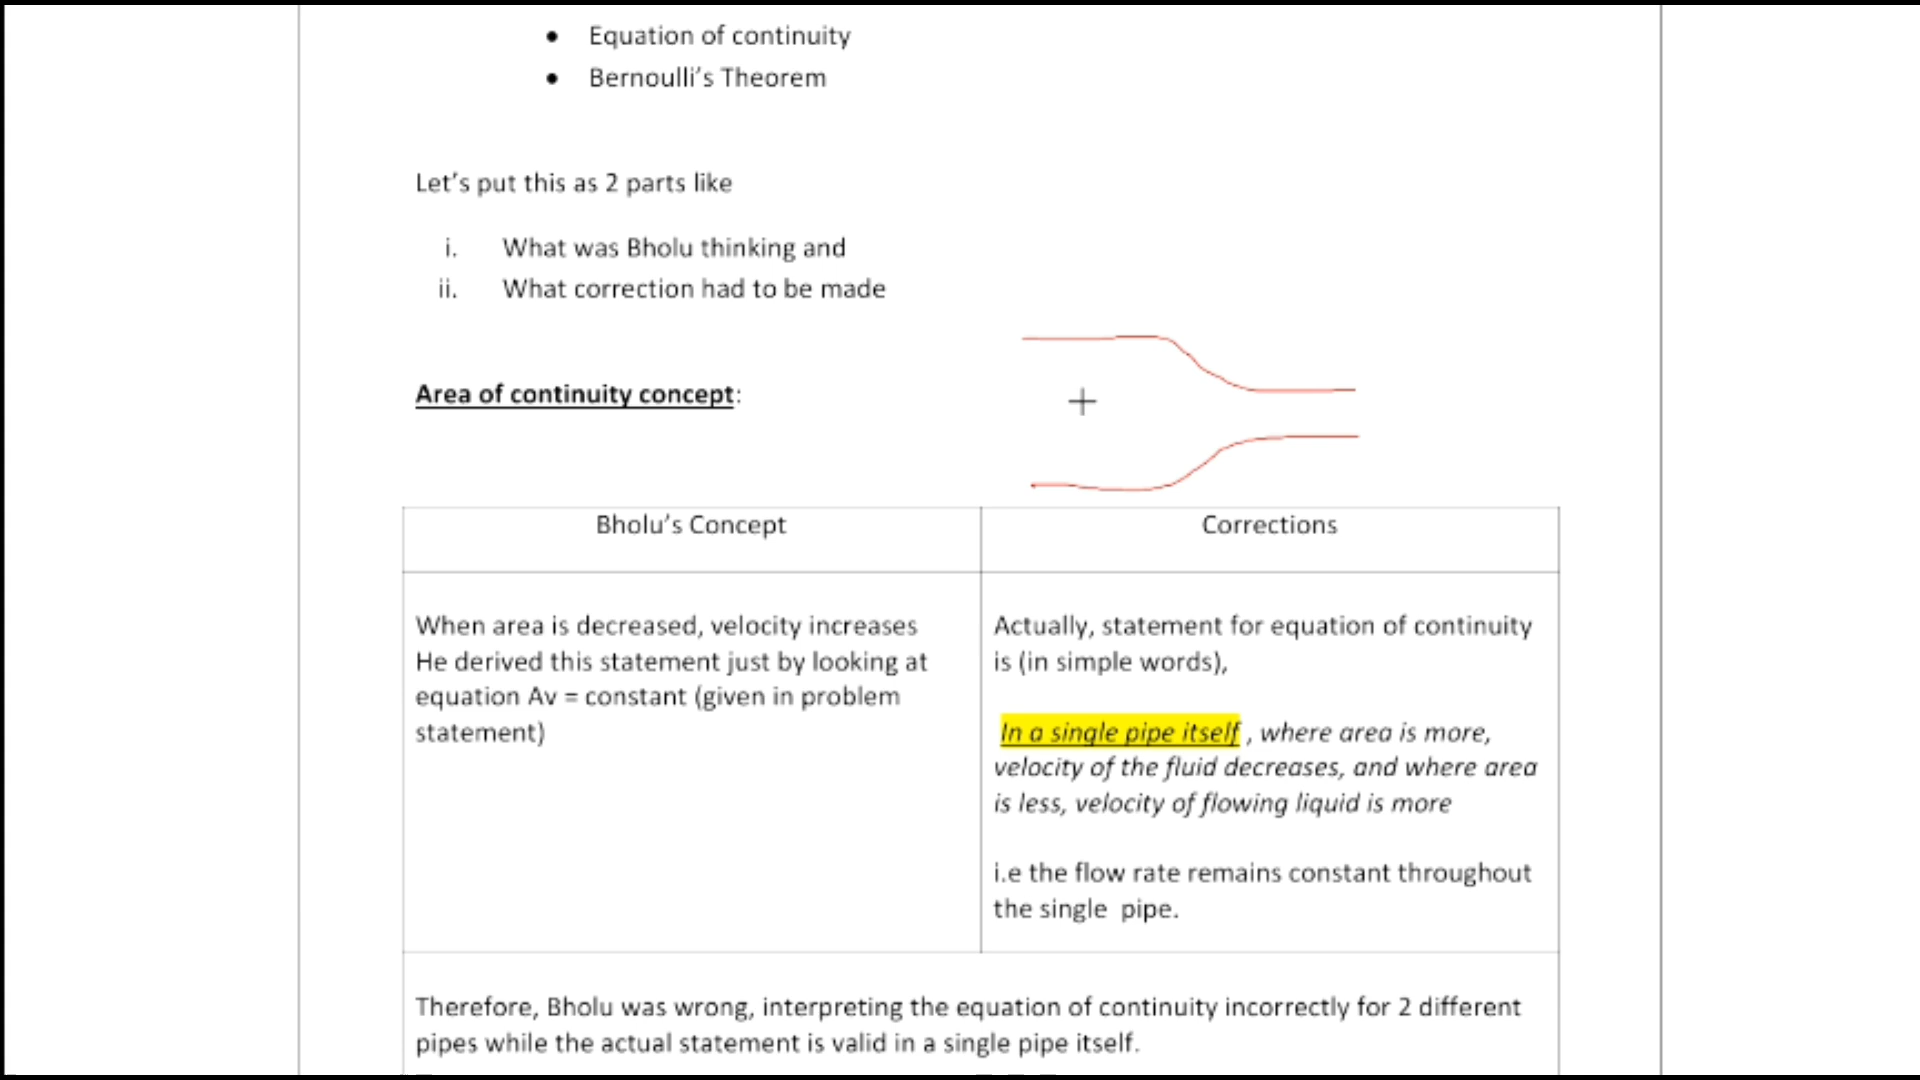 • Equation of continuity
• Bernoulli's Theorem
Let's put this as 2 parts like
i. What was Bholu thinking and
ii. What correction had to be made
Area of continuity concept:
Bholu's Concept
Corrections
When area is decreased, velocity increases
He derived this statement just by looking at
equation Av = constant (given in problem
statement)
Actually, statement for equation of continuity
is (in simple words),
In a single pipe itself , where area is more,
velocity of the fluid decreases, and where area
is less, velocity of flowing liquid is more
i.e the flow rate remains constant throughout
the single pipe.
Therefore, Bholu was wrong, interpreting the equation of continuity incorrectly for 2 different
pipes while the actual statement is valid in a single pipe itself.